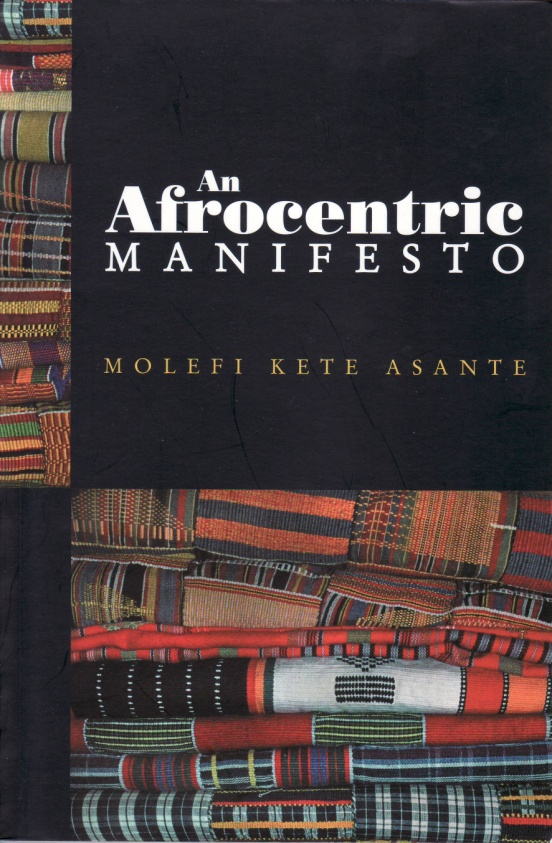 An
Afrocentric
MANIFESTO
MOLEFI KETE ASANTE